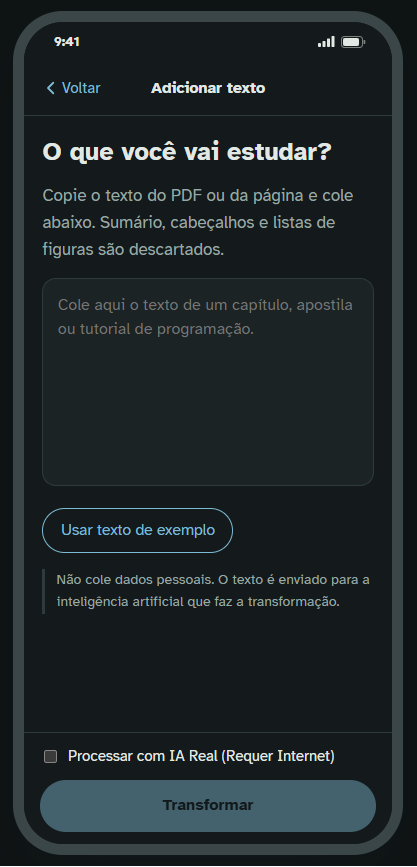 9:41
Voltar
Adicionar texto
O que você vai estudar?
Copie o texto do PDF ou da página e cole
abaixo. Sumário, cabeçalhos e listas de
figuras são descartados.
Cole aqui o texto de um capítulo, apostila
ou tutorial de programação.
Usar texto de exemplo
Não cole dados pessoais. O texto é enviado para a
inteligência artificial que faz a transformação.
Processar com IA Real (Requer Internet)
Transformar